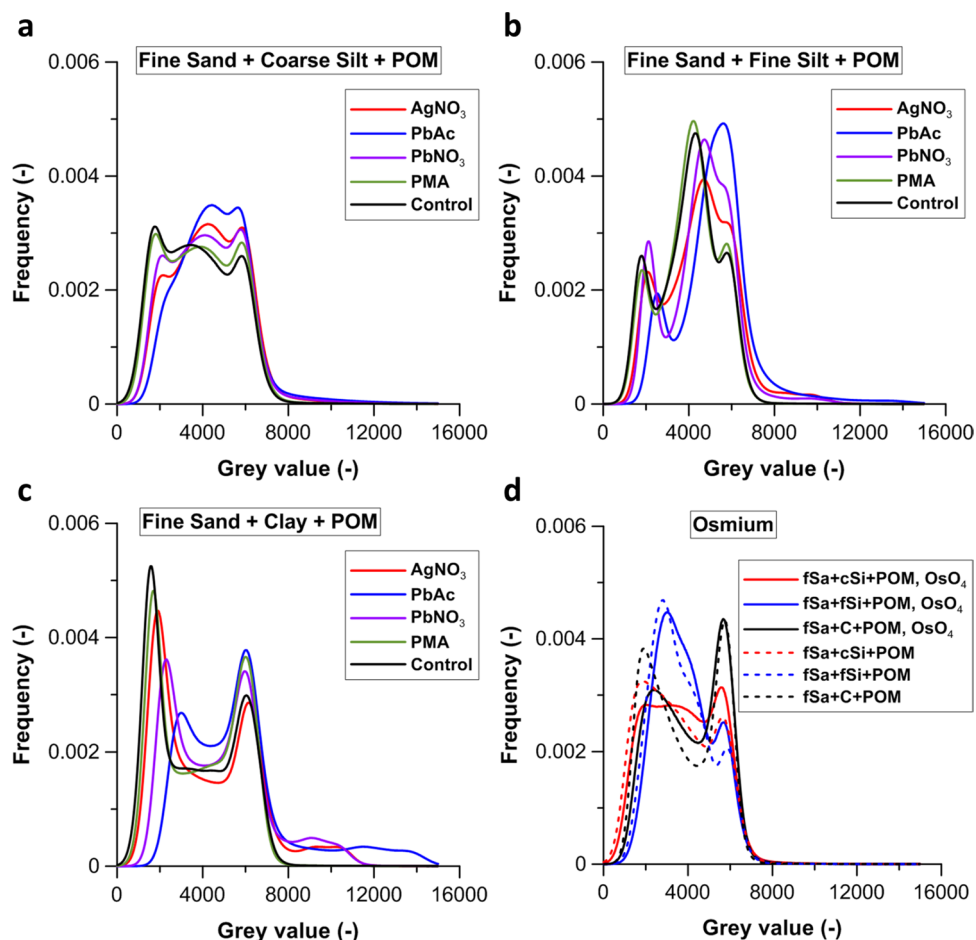 a
Fine Sand + Coarse Silt + POM
0.006
0.004
0.002
0
Frequency (-)
AgNO₃
PbAc
PbNO₃
PMA
Control
0 4000 8000 12000 16000
Grey value (-)
b
Fine Sand + Fine Silt + POM
0.006
0.004
0.002
0
Frequency (-)
AgNO₃
PbAc
PbNO₃
PMA
Control
0 4000 8000 12000 16000
Grey value (-)
c
Fine Sand + Clay + POM
0.006
0.004
0.002
0
Frequency (-)
AgNO₃
PbAc
PbNO₃
PMA
Control
0 4000 8000 12000 16000
Grey value (-)
d
Osmium
0.006
0.004
0.002
0
Frequency (-)
fSa+cSi+POM, OsO₄
fSa+fSi+POM, OsO₄
fSa+C+POM, OsO₄
fSa+cSi+POM
fSa+fSi+POM
fSa+C+POM
0 4000 8000 12000 16000
Grey value (-)